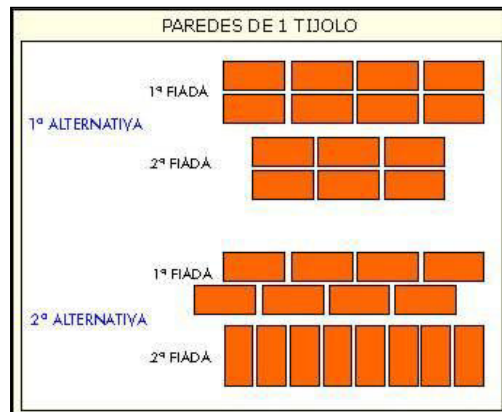 PAREDES DE 1 TIJOLO
1ª FIADA
1ª ALTERNATIVA
2ª FIADA
1ª FIADA
2ª ALTERNATIVA
2ª FIADA